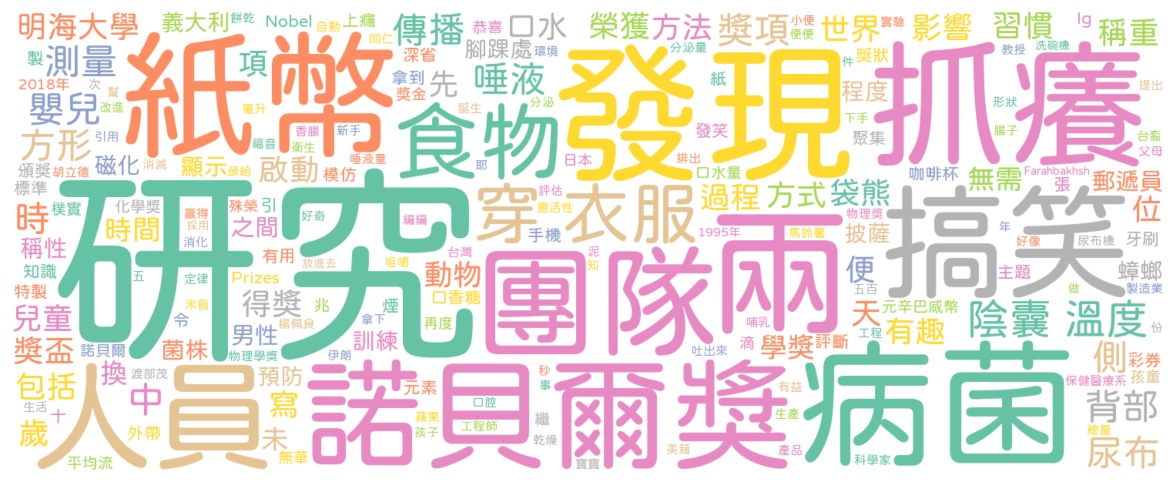 明海大學
義大利
餅乾
Nobel
自動
上癮
同仁
傳播
恭喜
口水
分泌量
榮獲
方法
獎項
小便
便便
世界
實驗
影響
習慣
Ig
稱重
製
測量
項
深省
腳踝處
環境
獎狀
件
教授
洗碗機
2018年
次
幫
改進
紙幣
拿到
獎金
先
唾液
誕生
發現
紙
程度
形狀
提出
抓癢
嬰兒
毫升
香腸
新手
食物
分泌
發笑
下手
腸子
台裔
方形
引用
福音
衛生
唾液量
耶
日本
排出
聚集
父母
頒獎
胡立德
磁化
消滅
顯示
頒給
啟動
模仿
口水量
咖啡杯
無需
Farahbakhsh
張
郵遞員
標準
樸實
化學獎
贏得
採用
殊榮
引
好奇
編編
穿
評估
量活性
衣服
過程
方式
袋熊
物理獎
搞笑
位
時
時間
消化
之間
研究
手機
1995年
馬鈴薯
披薩
年
好像
尿布機
牙刷
稱性
知識
五
定律
有用
放進去
咀嚼
台灣
動物
泥
知
團隊
兩
便
主題
蟑螂
特製
米飯
Prizes
得獎
兆
煙
口香糖
做
製造業
五百
兒童
令
男性
楊佩良
拿下
再度
天
元辛巴威幣
有趣
陰囊
溫度
份
獎盃
諾貝爾
菌株
物理學獎
伊朗
訓練
哺乳
滴
吐出來
學獎
評斷
工程
側
彩券
孩童
包括
渡部茂
換
中
預防
諾貝爾獎
元素
秒
事
口腔
有益
病菌
保健醫療系
背部
生活
十
人員
寫
蘋果
孩子
工程師
繼
生產
總量
歲
外帶
未
無華
乾燥
美籍
產品
尿布
平均流
寶寶
科學家